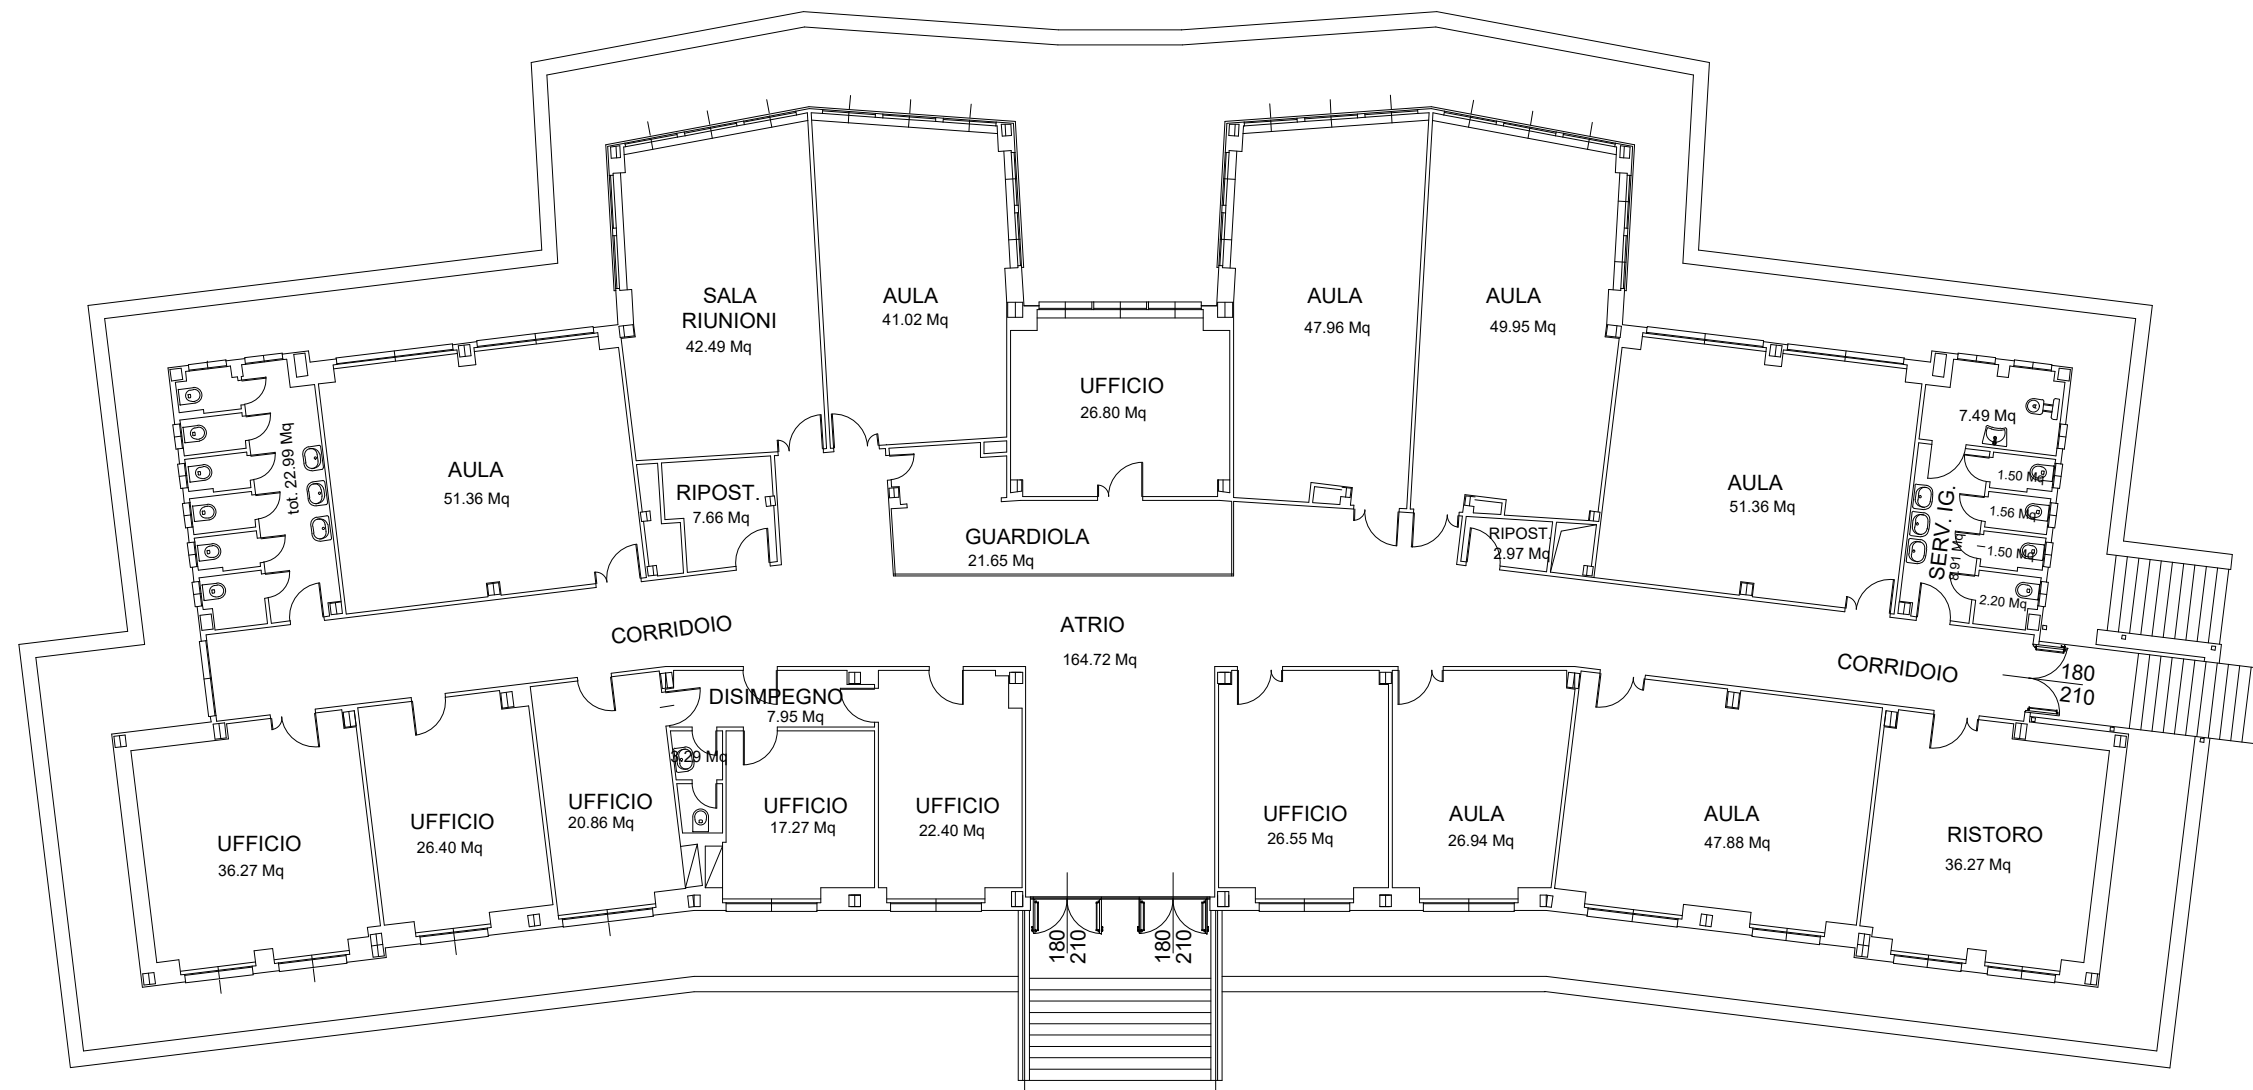 SALA
RIUNIONI
42.49 Mq
AULA
41.02 Mq
AULA
47.96 Mq
AULA
49.95 Mq
UFFICIO
26.80 Mq
tot. 22.99 Mq
AULA
51.36 Mq
RIPOST.
7.66 Mq
GUARDIOLA
21.65 Mq
RIPOST.
2.97 Mq
AULA
51.36 Mq
7.49 Mq
1.50 Mq
1.56 Mq
1.50 Mq
2.20 Mq
SERV. IG.
8.91 Mq
CORRIDOIO
ATRIO
164.72 Mq
CORRIDOIO
180
210
DISIMPEGNO
7.95 Mq
3.29 Mq
UFFICIO
36.27 Mq
UFFICIO
26.40 Mq
UFFICIO
20.86 Mq
UFFICIO
17.27 Mq
UFFICIO
22.40 Mq
UFFICIO
26.55 Mq
AULA
26.94 Mq
AULA
47.88 Mq
RISTORO
36.27 Mq
180
210
180
210